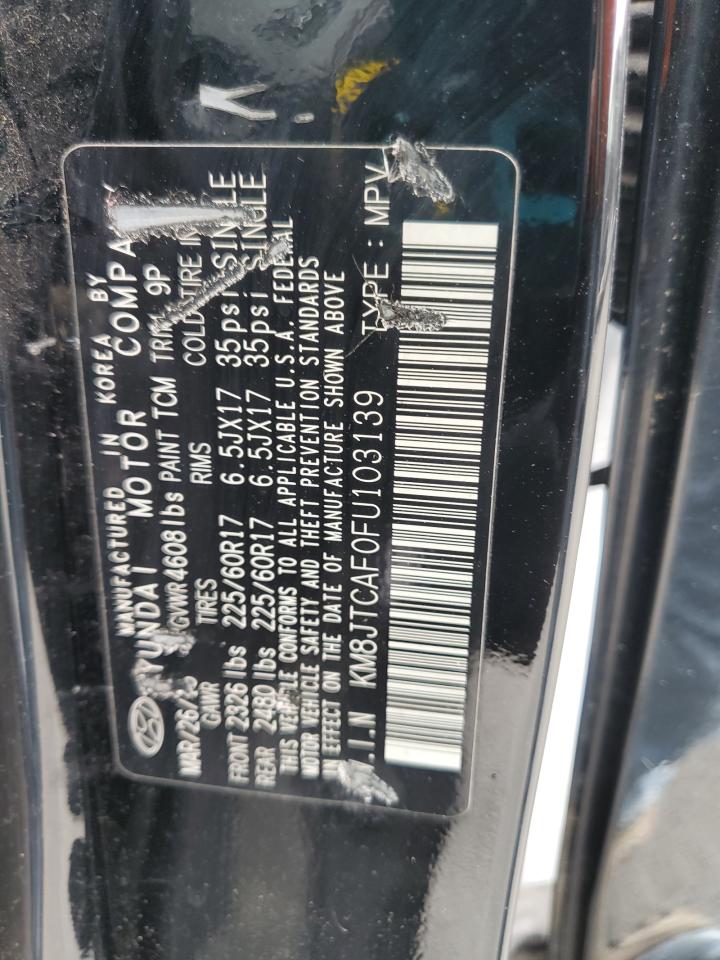 MANUFACTURED IN KOREA BY
HYUNDAI MOTOR COMPA
GVWR 4608 lbs PAINT TCM TRIM 9P
GAWR TIRES RIMS COLD TIRE
FRONT 2326 lbs 225/60R17 6.5JX17 35psi SINGLE
REAR 2480 lbs 225/60R17 6.5JX17 35psi SINGLE
THIS VEHICLE CONFORMS TO ALL APPLICABLE U.S.A. FEDERAL
MOTOR VEHICLE SAFETY AND THEFT PREVENTION STANDARDS
IN EFFECT ON THE DATE OF MANUFACTURE SHOWN ABOVE
V.I.N KM8JTCAF0FU103139 TYPE : MPV